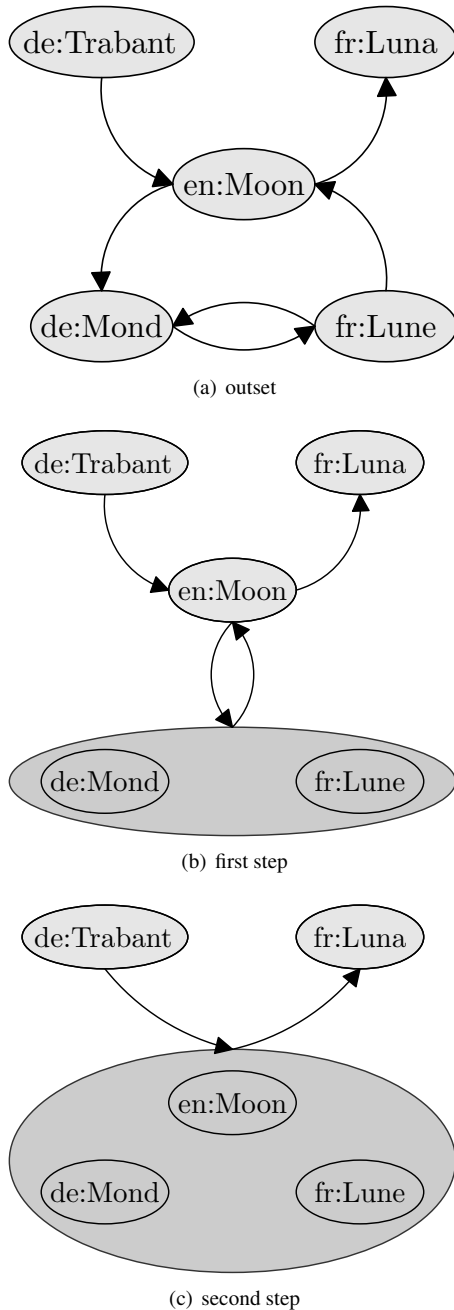 de:Trabant fr:Luna
en:Moon
de:Mond fr:Lune
(a) outset
de:Trabant fr:Luna
en:Moon
de:Mond fr:Lune
(b) first step
de:Trabant fr:Luna
en:Moon
de:Mond fr:Lune
(c) second step